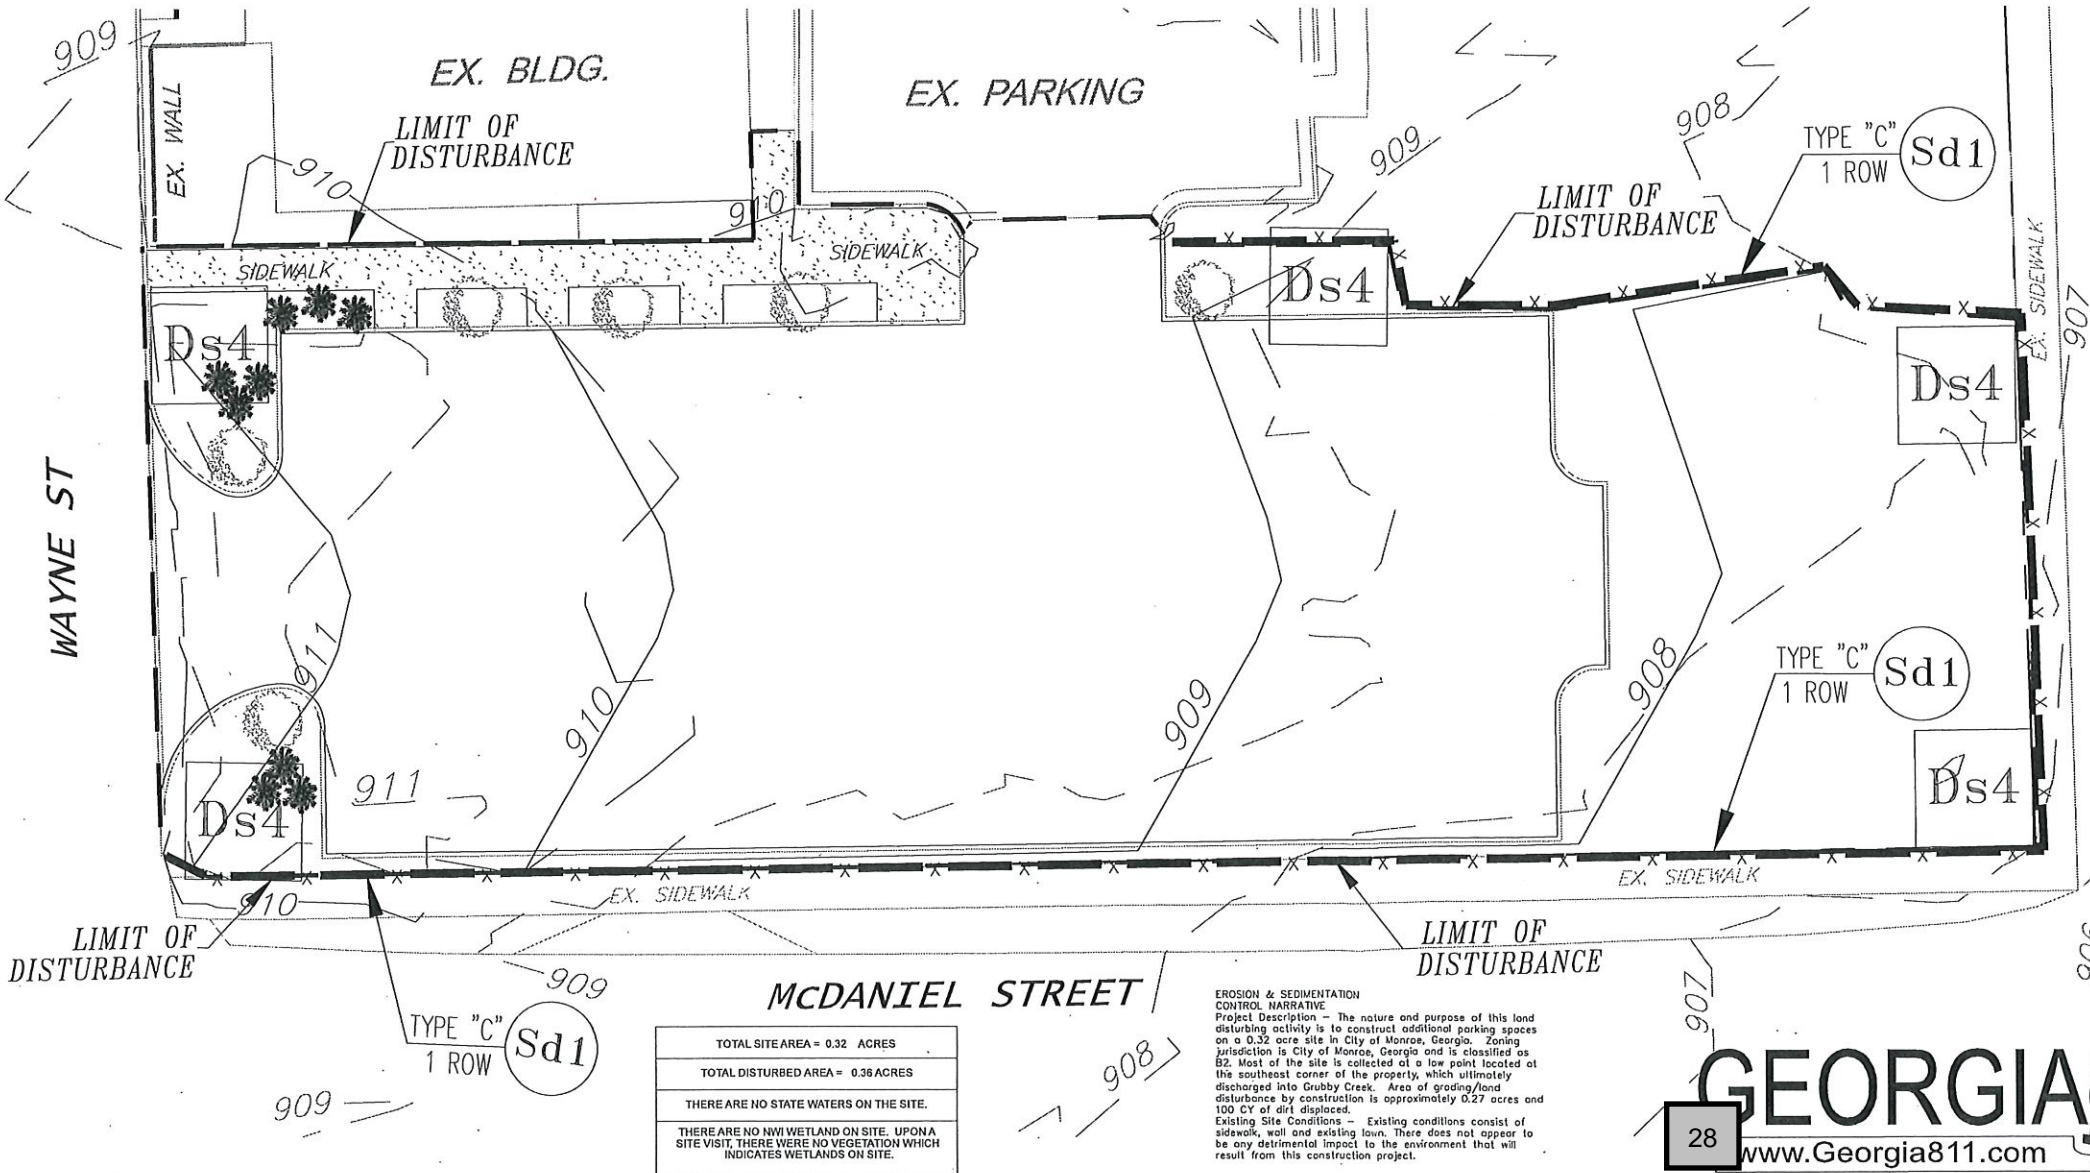 909
EX. WALL
EX. BLDG.
EX. PARKING
LIMIT OF
DISTURBANCE
910
910
909
908
TYPE "C"
1 ROW
Sd1
LIMIT OF
DISTURBANCE
SIDEWALK
SIDEWALK
EX. SIDEWALK
907
Ds4
Ds4
Ds4
WAYNE ST
911
910
909
908
TYPE "C"
1 ROW
Sd1
911
Ds4
Ds4
910
EX. SIDEWALK
EX. SIDEWALK
LIMIT OF
DISTURBANCE
LIMIT OF
DISTURBANCE
909
McDANIEL STREET
907
TYPE "C"
1 ROW
Sd1
909
908
TOTAL SITE AREA = 0.32 ACRES
TOTAL DISTURBED AREA = 0.36 ACRES
THERE ARE NO STATE WATERS ON THE SITE.
THERE ARE NO NWI WETLAND ON SITE. UPON A
SITE VISIT, THERE WERE NO VEGETATION WHICH
INDICATES WETLANDS ON SITE.
EROSION & SEDIMENTATION
CONTROL NARRATIVE
Project Description - The nature and purpose of this land
disturbing activity is to construct additional parking spaces
on a 0.32 acre site in City of Monroe, Georgia. Zoning
jurisdiction is City of Monroe, Georgia and is classified as
B2. Most of the site is collected at a low point located at
the southeast corner of the property, which ultimately
discharged into Grubby Creek. Area of grading/land
disturbance by construction is approximately 0.27 acres and
100 CY of dirt displaced.
Existing Site Conditions - Existing conditions consist of
sidewalk, wall and existing lawn. There does not appear to
be any detrimental impact to the environment that will
result from this construction project.
GEORGIA
28
www.Georgia811.com